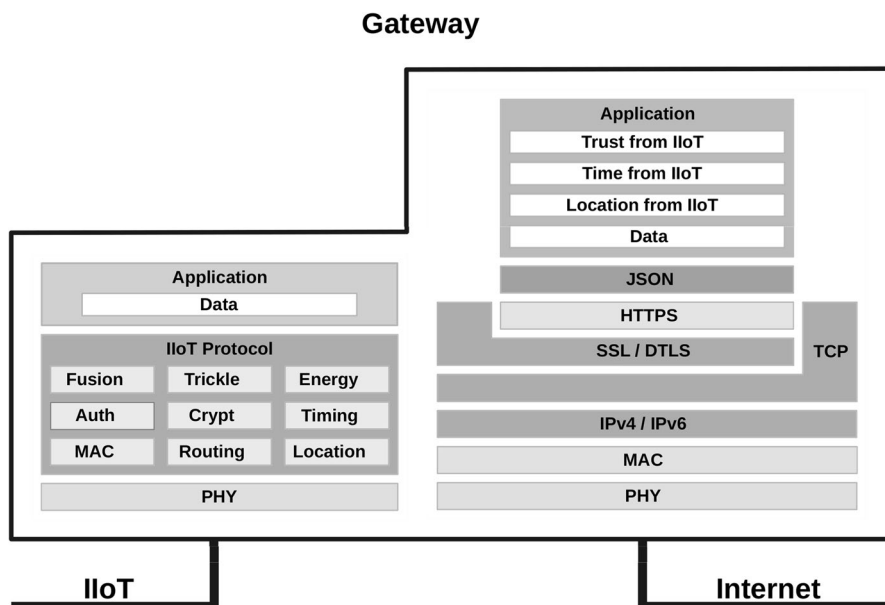 Gateway
Application
Trust from IIoT
Time from IIoT
Location from IIoT
Data
JSON
HTTPS
SSL / DTLS
TCP
IPv4 / IPv6
MAC
PHY
Application
Data
IIoT Protocol
Fusion Trickle Energy
Auth Crypt Timing
MAC Routing Location
PHY
IIoT
Internet